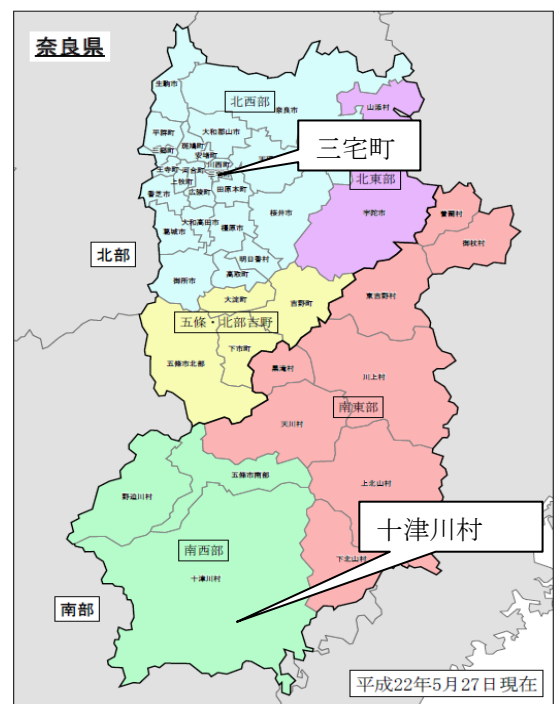 奈良県
生駒市
山添村
北西部
奈良市
平群町
大和郡山市
斑鳩町
三郷町
安堵町
川西町
三宅町
王寺町
河合町
北東部
上牧町
広陵町
田原本町
香芝市
宇陀市
桜井市
曽爾村
大和高田市
橿原市
葛城市
御杖村
北部
明日香村
高取町
御所市
大淀町
吉野町
東吉野村
五條・北部吉野
下市町
五條市北部
黒滝村
川上村
南東部
天川村
五條市南部
上北山村
野迫川村
十津川村
南西部
下北山村
十津川村
南部
平成22年5月27日現在